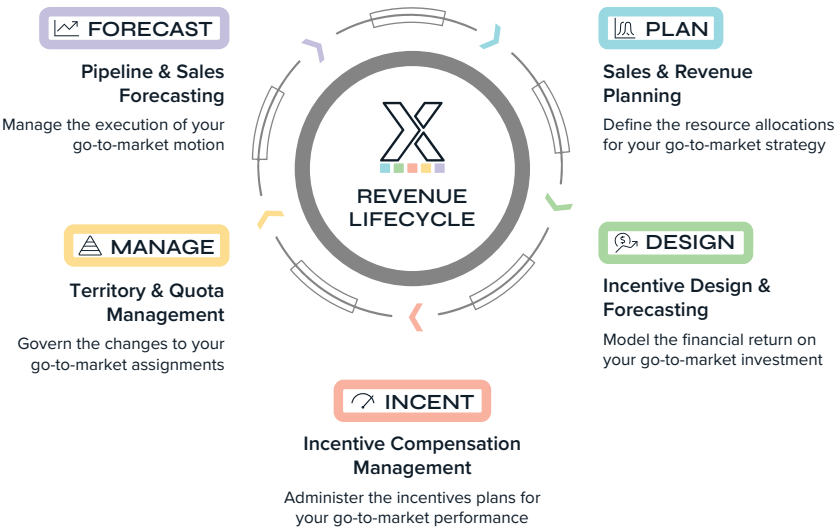 FORECAST
Pipeline & Sales
Forecasting
Manage the execution of your
go-to-market motion
PLAN
Sales & Revenue
Planning
Define the resource allocations
for your go-to-market strategy
X
REVENUE
LIFECYCLE
MANAGE
Territory & Quota
Management
Govern the changes to your
go-to-market assignments
DESIGN
Incentive Design &
Forecasting
Model the financial return on
your go-to-market investment
INCENT
Incentive Compensation
Management
Administer the incentives plans for
your go-to-market performance